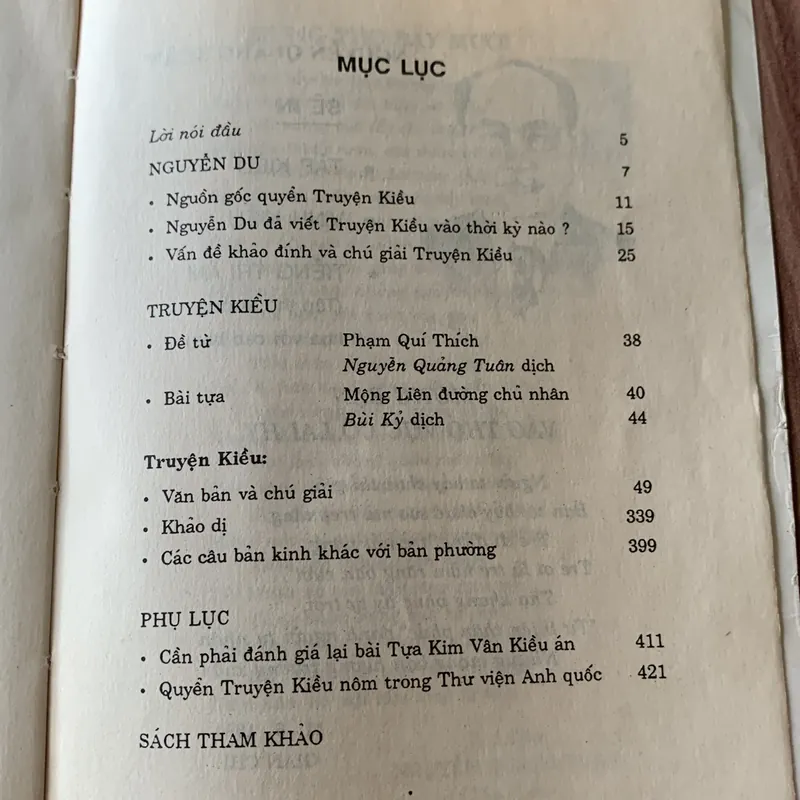 MỤC LỤC
Lời nói đầu 5
NGUYỄN DU 7
• Nguồn gốc quyển Truyện Kiều 11
• Nguyễn Du đã viết Truyện Kiều vào thời kỳ nào ? 15
• Vấn đề khảo đính và chú giải Truyện Kiều 25
TRUYỆN KIỀU
• Đề từ Phạm Quí Thích 38
Nguyễn Quảng Tuân dịch
• Bài tựa Mộng Liên đường chủ nhân 40
Bùi Kỷ dịch 44
Truyện Kiều:
• Văn bản và chú giải 49
• Khảo dị 339
• Các câu bản kinh khác với bản phường 399
PHỤ LỤC
• Cần phải đánh giá lại bài Tựa Kim Vân Kiều án 411
• Quyển Truyện Kiều nôm trong Thư viện Anh quốc 421
SÁCH THAM KHẢO